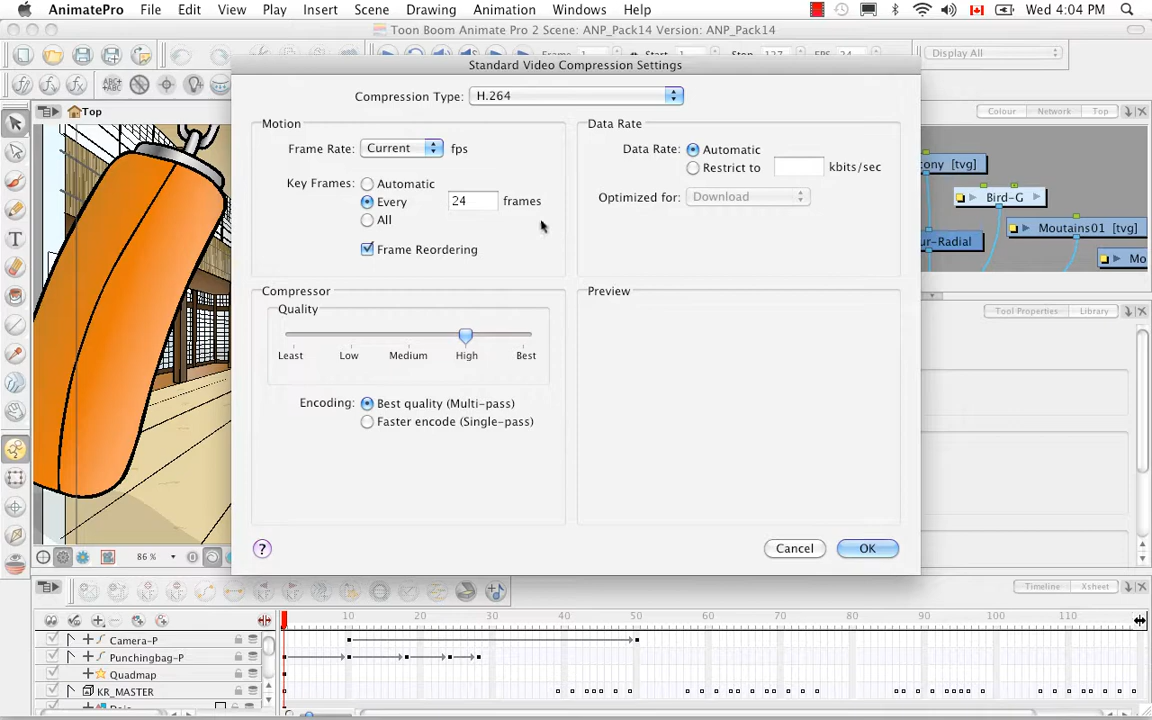 AnimatePro File Edit View Play Insert Scene Drawing Animation Windows Help Wed 4:04 PM
Toon Boom Animate Pro 2 Scene: ANP_Pack14 Version: ANP_Pack14
Display All
Standard Video Compression Settings
Top
Compression Type: H.264
Colour Network
Motion
Data Rate
Frame Rate: Current fps
Data Rate: Automatic
Restrict to kbits/sec
Key Frames: Automatic
Every 24 frames
All
Optimized for: Download
Frame Reordering
tony [tvg]
Bird-G
Moutains01 [tvg]
ur-Radial
Mo
Compressor
Preview
Tool Properties Library
Quality
Least Low Medium High Best
Encoding: Best quality (Multi-pass)
Faster encode (Single-pass)
?
Cancel OK
86 %
Timeline Xsheet
10 20 30 40 50 60 70 80 90 100 110
Camera-P
Punchingbag-P
Quadmap
KR_MASTER